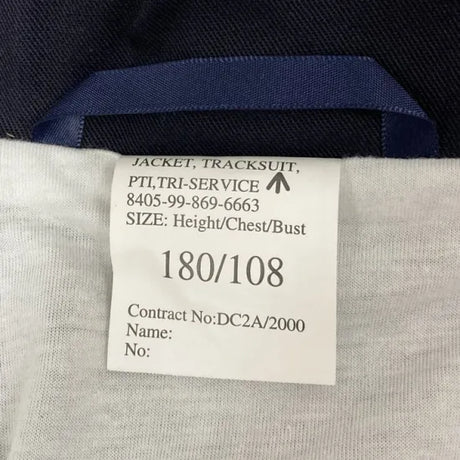 JACKET, TRACKSUIT,
PTI,TRI-SERVICE
8405-99-869-6663
SIZE: Height/Chest/Bust
180/108
Contract No:DC2A/2000
Name:
No: